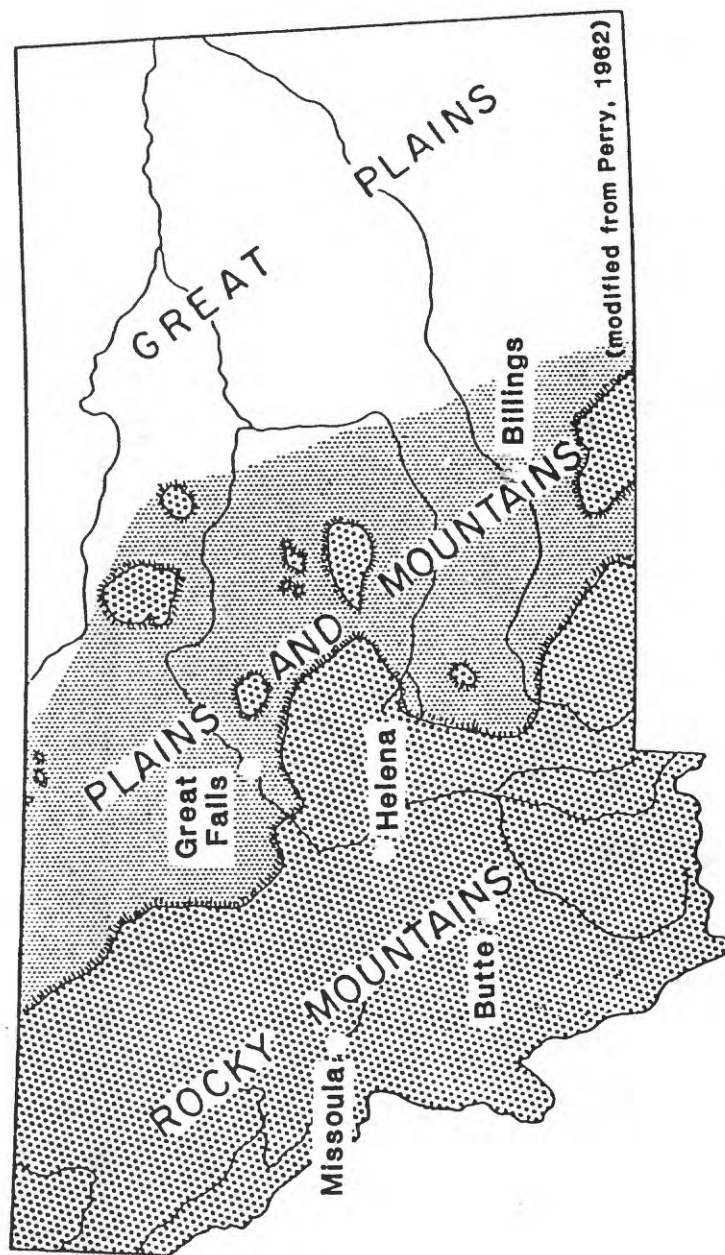 ROCKY MOUNTAINS
PLAINS AND MOUNTAINS
GREAT PLAINS
Great
Falls
Missoula
Helena
Butte
Billings
(modified from Perry, 1962)